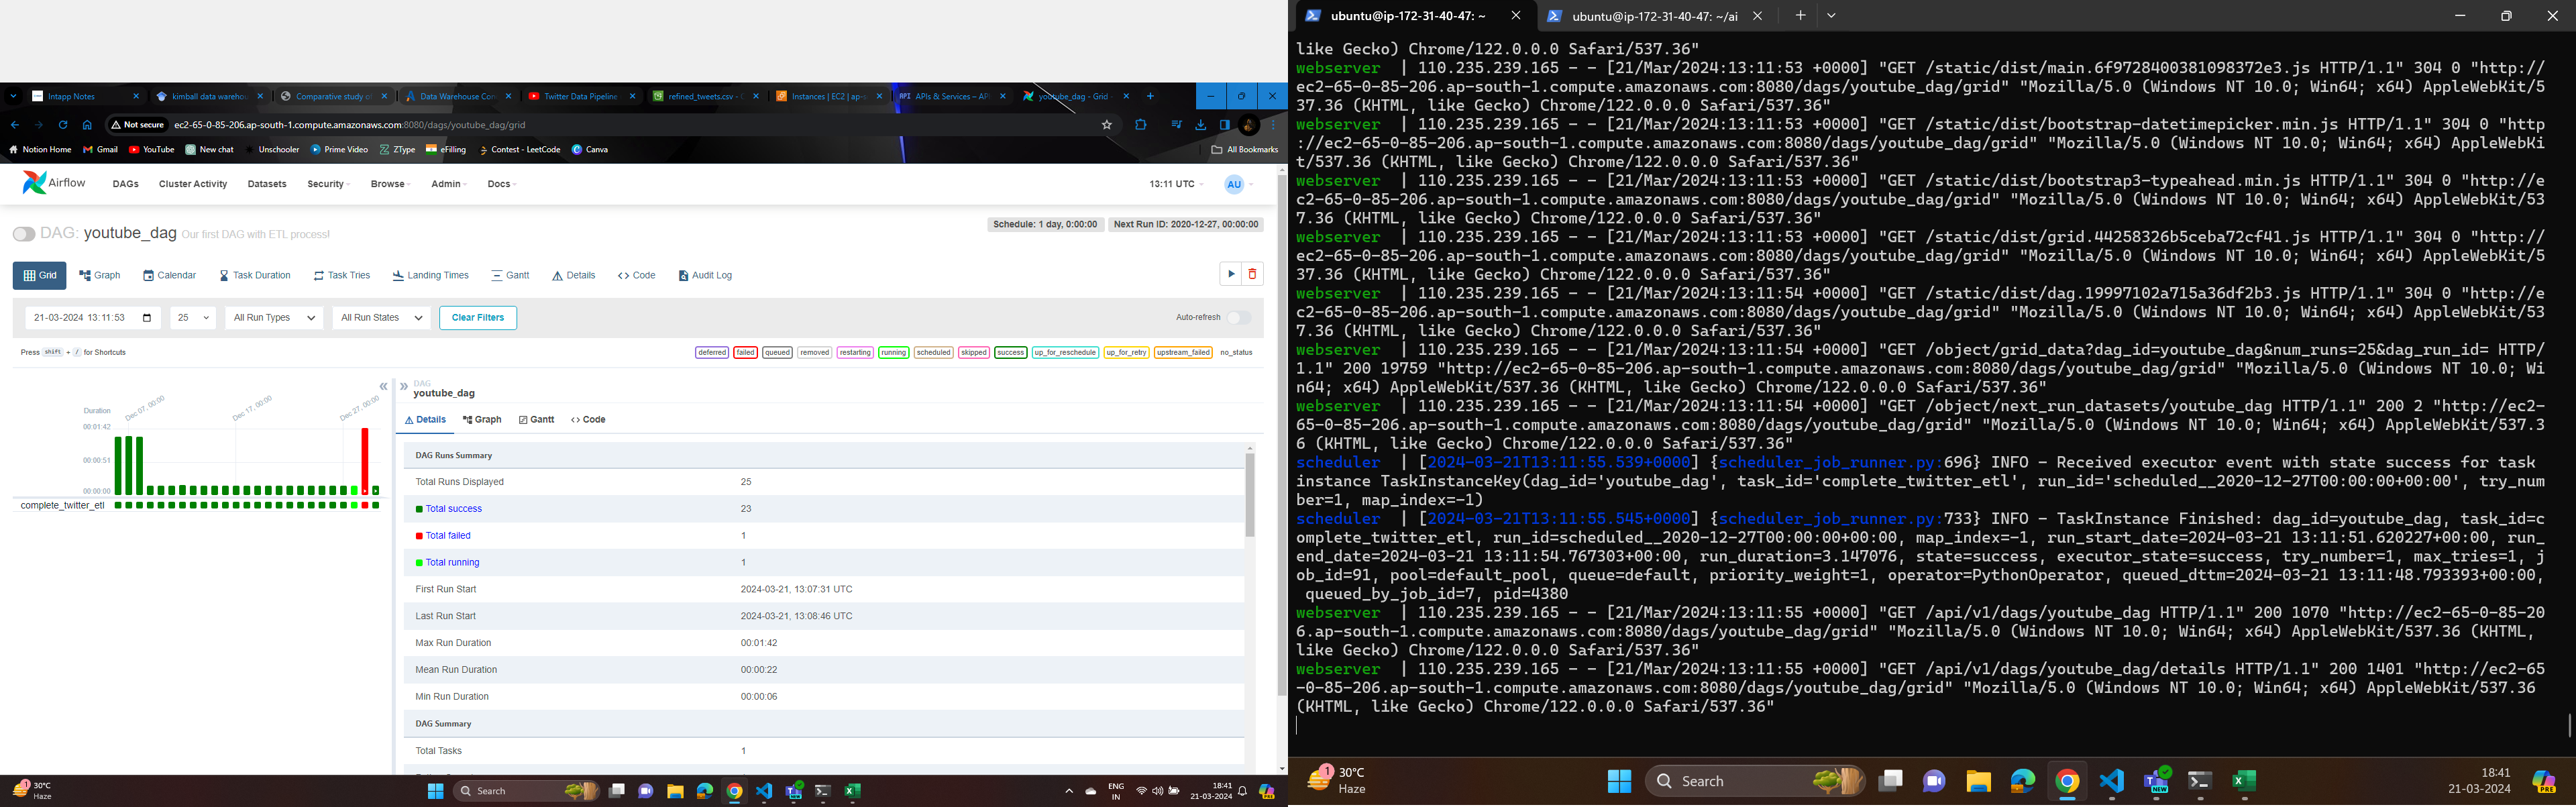 Intapp Notes
kimball data wareho
Comparative study of
Data Warehouse Con
Twitter Data Pipeline
refined_tweets.csv -
Instances | EC2 | ap-s
API APIs & Services – API
youtube_dag - Grid -
Not secure
ec2-65-0-85-206.ap-south-1.compute.amazonaws.com:8080/dags/youtube_dag/grid
Notion Home
Gmail
YouTube
New chat
Unschooler
Prime Video
ZType
eFilling
Contest - LeetCode
Canva
All Bookmarks
Airflow
DAGs
Cluster Activity
Datasets
Security
Browse
Admin
Docs
13:11 UTC
AU
DAG: youtube_dag Our first DAG with ETL process!
Schedule: 1 day, 0:00:00
Next Run ID: 2020-12-27, 00:00:00
Grid
Graph
Calendar
Task Duration
Task Tries
Landing Times
Gantt
Details
<> Code
Audit Log
21-03-2024 13:11:53
25
All Run Types
All Run States
Clear Filters
Auto-refresh
Press shift + / for Shortcuts
deferred
failed
queued
removed
restarting
running
scheduled
skipped
success
up_for_reschedule
up_for_retry
upstream_failed
no_status
Duration
Dec 07, 00:00
Dec 17, 00:00
Dec 27, 00:00
00:01:42
00:00:51
00:00:00
complete_twitter_etl
DAG
youtube_dag
Details
Graph
Gantt
<> Code
DAG Runs Summary
Total Runs Displayed 25
Total success 23
Total failed 1
Total running 1
First Run Start 2024-03-21, 13:07:31 UTC
Last Run Start 2024-03-21, 13:08:46 UTC
Max Run Duration 00:01:42
Mean Run Duration 00:00:22
Min Run Duration 00:00:06
DAG Summary
Total Tasks 1
1
30°C
Haze
Search
ENG
IN
18:41
21-03-2024
ubuntu@ip-172-31-40-47: ~
ubuntu@ip-172-31-40-47: ~/ai
like Gecko) Chrome/122.0.0.0 Safari/537.36"
webserver | 110.235.239.165 - - [21/Mar/2024:13:11:53 +0000] "GET /static/dist/main.6f9728400381098372e3.js HTTP/1.1" 304 0 "http://
ec2-65-0-85-206.ap-south-1.compute.amazonaws.com:8080/dags/youtube_dag/grid" "Mozilla/5.0 (Windows NT 10.0; Win64; x64) AppleWebKit/5
37.36 (KHTML, like Gecko) Chrome/122.0.0.0 Safari/537.36"
webserver | 110.235.239.165 - - [21/Mar/2024:13:11:53 +0000] "GET /static/dist/bootstrap-datetimepicker.min.js HTTP/1.1" 304 0 "http
://ec2-65-0-85-206.ap-south-1.compute.amazonaws.com:8080/dags/youtube_dag/grid" "Mozilla/5.0 (Windows NT 10.0; Win64; x64) AppleWebKi
t/537.36 (KHTML, like Gecko) Chrome/122.0.0.0 Safari/537.36"
webserver | 110.235.239.165 - - [21/Mar/2024:13:11:53 +0000] "GET /static/dist/bootstrap3-typeahead.min.js HTTP/1.1" 304 0 "http://e
c2-65-0-85-206.ap-south-1.compute.amazonaws.com:8080/dags/youtube_dag/grid" "Mozilla/5.0 (Windows NT 10.0; Win64; x64) AppleWebKit/53
7.36 (KHTML, like Gecko) Chrome/122.0.0.0 Safari/537.36"
webserver | 110.235.239.165 - - [21/Mar/2024:13:11:53 +0000] "GET /static/dist/grid.44258326b5ceba72cf41.js HTTP/1.1" 304 0 "http://
ec2-65-0-85-206.ap-south-1.compute.amazonaws.com:8080/dags/youtube_dag/grid" "Mozilla/5.0 (Windows NT 10.0; Win64; x64) AppleWebKit/5
37.36 (KHTML, like Gecko) Chrome/122.0.0.0 Safari/537.36"
webserver | 110.235.239.165 - - [21/Mar/2024:13:11:54 +0000] "GET /static/dist/dag.19997102a715a36df2b3.js HTTP/1.1" 304 0 "http://e
c2-65-0-85-206.ap-south-1.compute.amazonaws.com:8080/dags/youtube_dag/grid" "Mozilla/5.0 (Windows NT 10.0; Win64; x64) AppleWebKit/53
7.36 (KHTML, like Gecko) Chrome/122.0.0.0 Safari/537.36"
webserver | 110.235.239.165 - - [21/Mar/2024:13:11:54 +0000] "GET /object/grid_data?dag_id=youtube_dag&num_runs=25&dag_run_id= HTTP/
1.1" 200 19759 "http://ec2-65-0-85-206.ap-south-1.compute.amazonaws.com:8080/dags/youtube_dag/grid" "Mozilla/5.0 (Windows NT 10.0; Wi
n64; x64) AppleWebKit/537.36 (KHTML, like Gecko) Chrome/122.0.0.0 Safari/537.36"
webserver | 110.235.239.165 - - [21/Mar/2024:13:11:54 +0000] "GET /object/next_run_datasets/youtube_dag HTTP/1.1" 200 2 "http://ec2-
65-0-85-206.ap-south-1.compute.amazonaws.com:8080/dags/youtube_dag/grid" "Mozilla/5.0 (Windows NT 10.0; Win64; x64) AppleWebKit/537.3
6 (KHTML, like Gecko) Chrome/122.0.0.0 Safari/537.36"
scheduler | [2024-03-21T13:11:55.539+0000] {scheduler_job_runner.py:696} INFO - Received executor event with state success for task
instance TaskInstanceKey(dag_id='youtube_dag', task_id='complete_twitter_etl', run_id='scheduled__2020-12-27T00:00:00+00:00', try_num
ber=1, map_index=-1)
scheduler | [2024-03-21T13:11:55.545+0000] {scheduler_job_runner.py:733} INFO - TaskInstance Finished: dag_id=youtube_dag, task_id=c
omplete_twitter_etl, run_id=scheduled__2020-12-27T00:00:00+00:00, map_index=-1, run_start_date=2024-03-21 13:11:51.620227+00:00, run_
end_date=2024-03-21 13:11:54.767303+00:00, run_duration=3.147076, state=success, executor_state=success, try_number=1, max_tries=1, j
ob_id=91, pool=default_pool, queue=default, priority_weight=1, operator=PythonOperator, queued_dttm=2024-03-21 13:11:48.793393+00:00,
queued_by_job_id=7, pid=4380
webserver | 110.235.239.165 - - [21/Mar/2024:13:11:55 +0000] "GET /api/v1/dags/youtube_dag HTTP/1.1" 200 1070 "http://ec2-65-0-85-20
6.ap-south-1.compute.amazonaws.com:8080/dags/youtube_dag/grid" "Mozilla/5.0 (Windows NT 10.0; Win64; x64) AppleWebKit/537.36 (KHTML,
like Gecko) Chrome/122.0.0.0 Safari/537.36"
webserver | 110.235.239.165 - - [21/Mar/2024:13:11:55 +0000] "GET /api/v1/dags/youtube_dag/details HTTP/1.1" 200 1401 "http://ec2-65
-0-85-206.ap-south-1.compute.amazonaws.com:8080/dags/youtube_dag/grid" "Mozilla/5.0 (Windows NT 10.0; Win64; x64) AppleWebKit/537.36
(KHTML, like Gecko) Chrome/122.0.0.0 Safari/537.36"
1
30°C
Haze
Search
NEW
18:41
21-03-2024
PRE